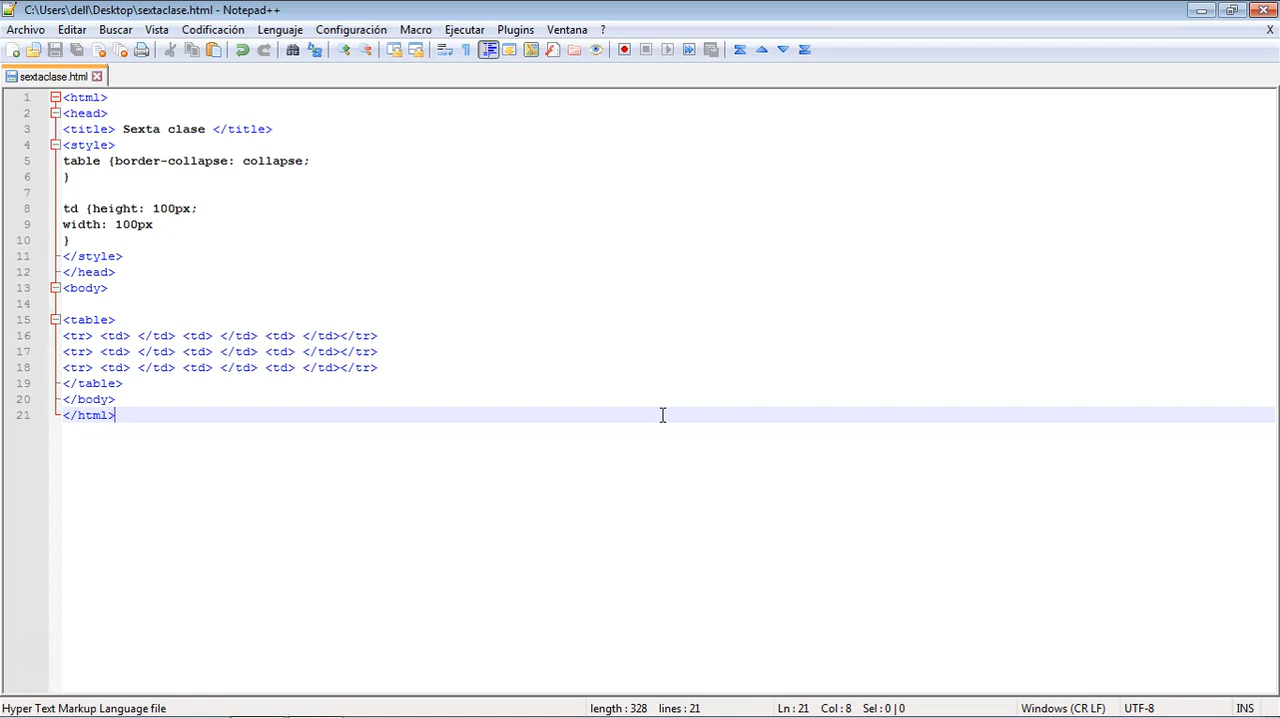 C:\Users\dell\Desktop\sextaclase.html - Notepad++
Archivo Editar Buscar Vista Codificación Lenguaje Configuración Macro Ejecutar Plugins Ventana ? X
sextaclase.html
1 <html>
2 <head>
3 <title> Sexta clase </title>
4 <style>
5 table {border-collapse: collapse;
6 }
7
8 td {height: 100px;
9 width: 100px
10 }
11 </style>
12 </head>
13 <body>
14
15 <table>
16 <tr> <td> </td> <td> </td> <td> </td></tr>
17 <tr> <td> </td> <td> </td> <td> </td></tr>
18 <tr> <td> </td> <td> </td> <td> </td></tr>
19 </table>
20 </body>
21 </html>
Hyper Text Markup Language file length : 328 lines : 21 Ln : 21 Col : 8 Sel : 0 | 0 Windows (CR LF) UTF-8 INS